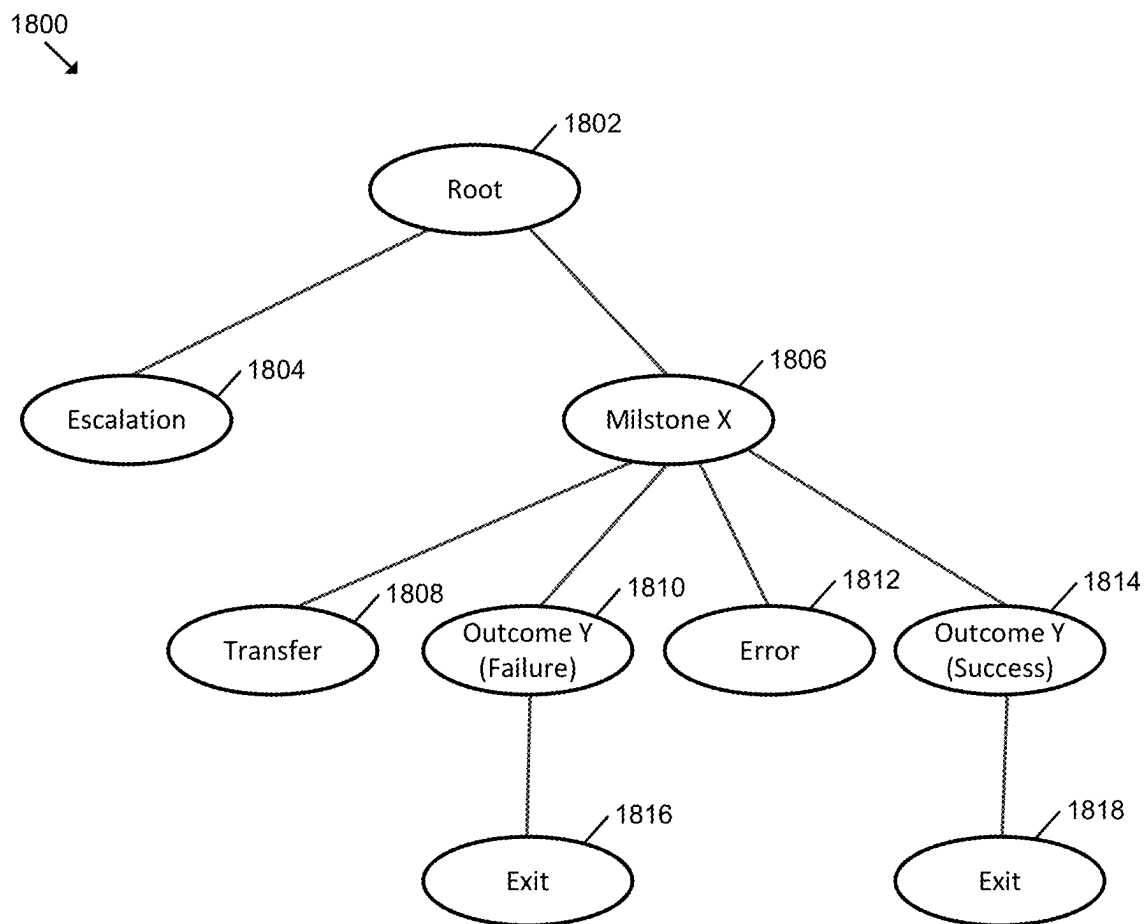 1800
1802
Root
1804
1806
Escalation
Milstone X
1808
1810
1812
1814
Transfer
Outcome Y
(Failure)
Error
Outcome Y
(Success)
1816
1818
Exit
Exit